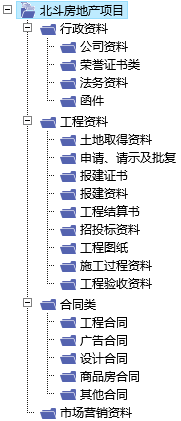 北斗房地产项目
行政资料
公司资料
荣誉证书类
法务资料
函件
工程资料
土地取得资料
申请、请示及批复
报建证书
报建资料
工程结算书
招投标资料
工程图纸
施工过程资料
工程验收资料
合同类
工程合同
广告合同
设计合同
商品房合同
其他合同
市场营销资料